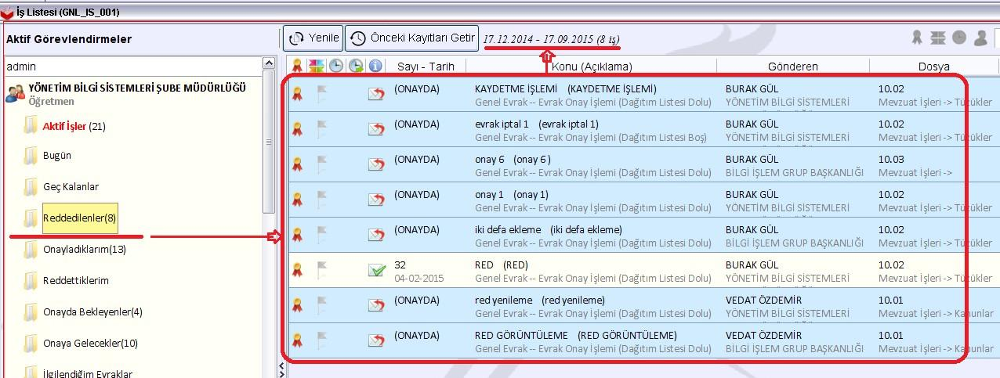 İş Listesi (GNL_IS_001)
Aktif Görevlendirmeler
Yenile
Önceki Kayıtları Getir
17.12.2014 - 17.09.2015 (8 iş)
admin
Sayı - Tarih Konu (Açıklama) Gönderen Dosya
YÖNETİM BİLGİ SİSTEMLERİ ŞUBE MÜDÜRLÜĞÜ
Öğretmen
Aktif İşler (21)
Bugün
Geç Kalanlar
Reddedilenler(8)
Onayladıklarım(13)
Reddettiklerim
Onayda Bekleyenler(4)
Onaya Gelecekler(10)
İlgilendiğim Evraklar
(ONAYDA) KAYDETME İŞLEMİ (KAYDETME İŞLEMİ) BURAK GÜL 10.02
Genel Evrak -- Evrak Onay İşlemi (Dağıtım Listesi Dolu) YÖNETİM BİLGİ SİSTEMLERİ Mevzuat İşleri -> Tüzükler
(ONAYDA) evrak iptal 1 (evrak iptal 1) BURAK GÜL 10.02
Genel Evrak -- Evrak Onay İşlemi (Dağıtım Listesi Boş) YÖNETİM BİLGİ SİSTEMLERİ Mevzuat İşleri -> Tüzükler
(ONAYDA) onay 6 (onay 6 ) BURAK GÜL 10.03
Genel Evrak -- Evrak Onay İşlemi (Dağıtım Listesi Dolu) BİLGİ İŞLEM GRUP BAŞKANLIĞI Mevzuat İşleri ->
(ONAYDA) onay 1 (onay 1) BURAK GÜL 10.02
Genel Evrak -- Evrak Onay İşlemi (Dağıtım Listesi Dolu) YÖNETİM BİLGİ SİSTEMLERİ Mevzuat İşleri -> Tüzükler
(ONAYDA) iki defa ekleme (iki defa ekleme) BURAK GÜL 10.02
Genel Evrak -- Evrak Onay İşlemi (Dağıtım Listesi Dolu) BİLGİ İŞLEM GRUP BAŞKANLIĞI Mevzuat İşleri -> Tüzükler
32 RED (RED) BURAK GÜL 10.02
04-02-2015 Genel Evrak -- Evrak Onay İşlemi (Dağıtım Listesi Dolu) YÖNETİM BİLGİ SİSTEMLERİ Mevzuat İşleri -> Tüzükler
(ONAYDA) red yenileme (red yenileme) VEDAT ÖZDEMİR 10.01
Genel Evrak -- Evrak Onay İşlemi (Dağıtım Listesi Dolu) YÖNETİM BİLGİ SİSTEMLERİ Mevzuat İşleri -> Kanunlar
(ONAYDA) RED GÖRÜNTÜLEME (RED GÖRÜNTÜLEME) VEDAT ÖZDEMİR 10.01
Genel Evrak -- Evrak Onay İşlemi (Dağıtım Listesi Dolu) BİLGİ İŞLEM GRUP BAŞKANLIĞI Mevzuat İşleri -> Kanunlar